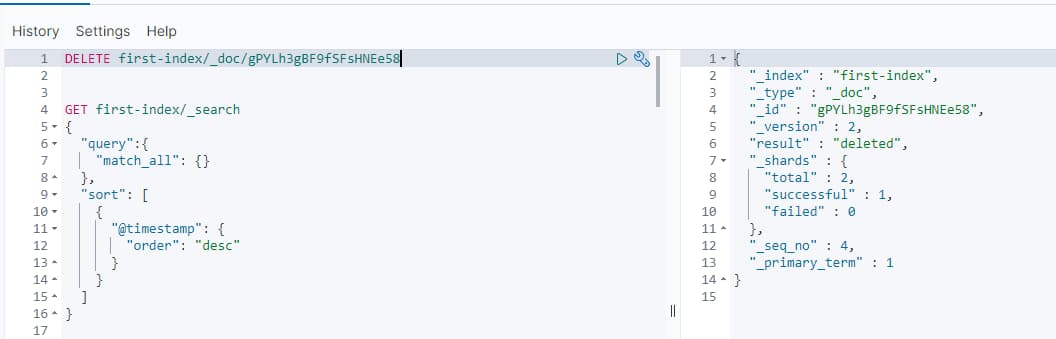 History Settings Help
1 DELETE first-index/_doc/gPYLh3gBF9fSFsHNEe58
2
3
4 GET first-index/_search
5 {
6 "query":{
7 "match_all": {}
8 },
9 "sort": [
10 {
11 "@timestamp": {
12 "order": "desc"
13 }
14 }
15 ]
16 }
17
1 {
2 "_index" : "first-index",
3 "_type" : "_doc",
4 "_id" : "gPYLh3gBF9fSFsHNEe58",
5 "_version" : 2,
6 "result" : "deleted",
7 "_shards" : {
8 "total" : 2,
9 "successful" : 1,
10 "failed" : 0
11 },
12 "_seq_no" : 4,
13 "_primary_term" : 1
14 }
15